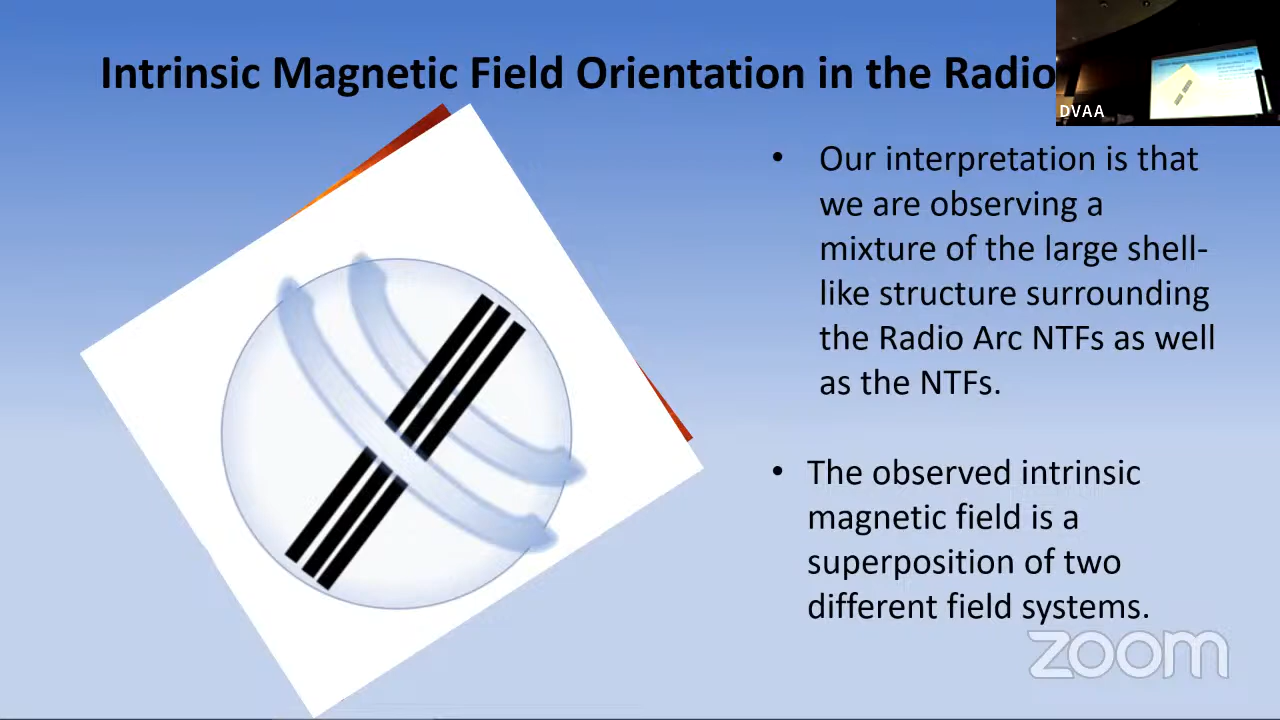 Intrinsic Magnetic Field Orientation in the Radio
DVAA
• Our interpretation is that
we are observing a
mixture of the large shell-
like structure surrounding
the Radio Arc NTFs as well
as the NTFs.
• The observed intrinsic
magnetic field is a
superposition of two
different field systems.
zoom